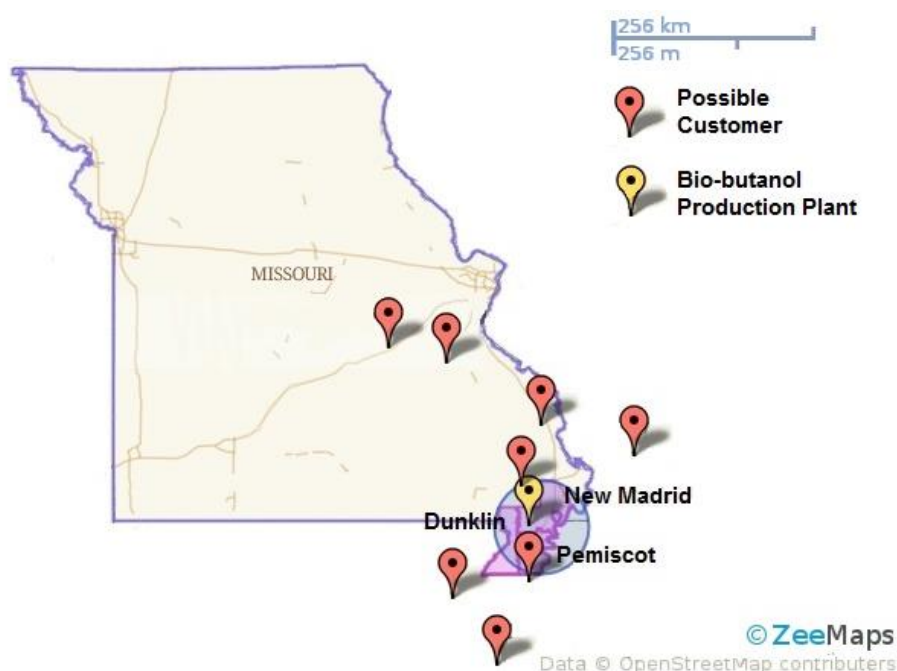 256 km
256 m
Possible
Customer
Bio-butanol
Production Plant
MISSOURI
New Madrid
Dunklin
Pemiscot
© ZeeMaps
Data © OpenStreetMap contributers